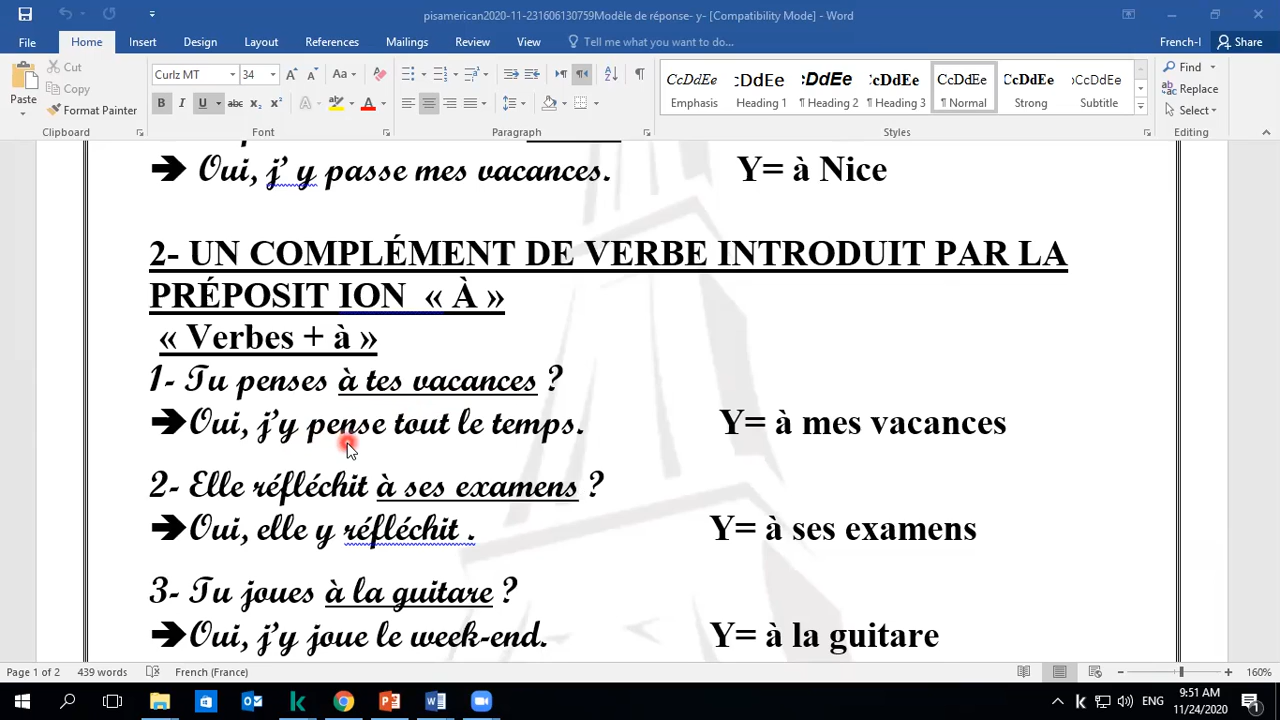 pisamerican2020-11-231606130759Modèle de réponse- y- [Compatibility Mode] - Word
File Home Insert Design Layout References Mailings Review View Tell me what you want to do... French-I Share
Paste
Cut
Copy
Format Painter
Clipboard
Curlz MT 34
Font
Paragraph
CcDdEe CcDdEe CcDdEe CcDdEe CcDdEe CcDdEe CcDdEe
Emphasis Heading 1 ¶ Heading 2 ¶ Heading 3 ¶ Normal Strong Subtitle
Styles
Find
Replace
Select
Editing
➔ Oui, j' y passe mes vacances. Y= à Nice
2- UN COMPLÉMENT DE VERBE INTRODUIT PAR LA
PRÉPOSIT ION « À »
« Verbes + à »
1- Tu penses à tes vacances ?
➔Oui, j'y pense tout le temps. Y= à mes vacances
2- Elle réfléchit à ses examens ?
➔Oui, elle y réfléchit . Y= à ses examens
3- Tu joues à la guitare ?
➔Oui, j'y joue le week-end. Y= à la guitare
Page 1 of 2 439 words French (France) 160%
ENG 9:51 AM
11/24/2020